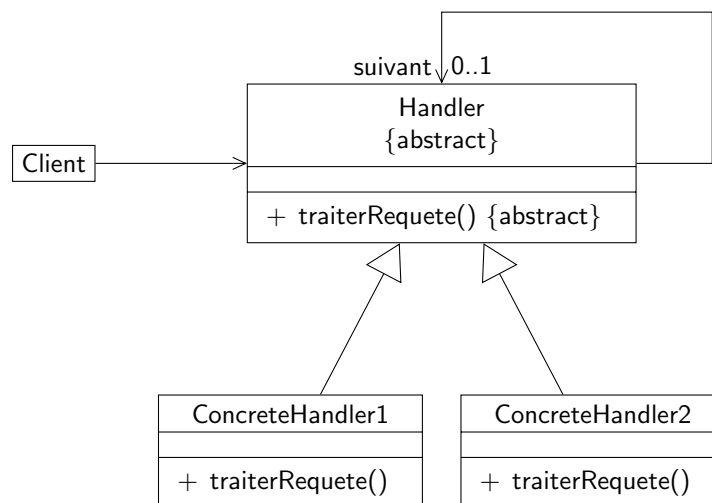 suivant 0..1
Handler
{abstract}
Client
+ traiterRequete() {abstract}
ConcreteHandler1
+ traiterRequete()
ConcreteHandler2
+ traiterRequete()